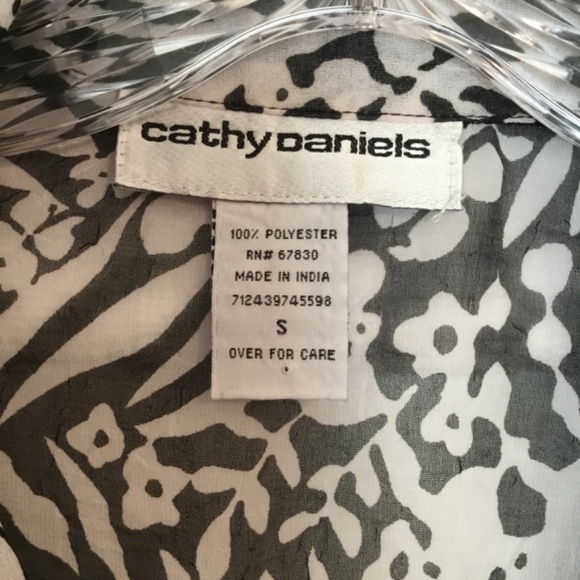 cathy Daniels
100% POLYESTER
RN# 67830
MADE IN INDIA
712439745598
S
OVER FOR CARE